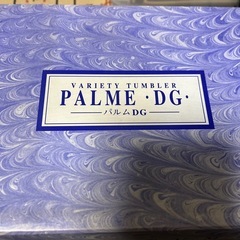 VARIETY TUMBLER
PALME ·DG·
パルムDG